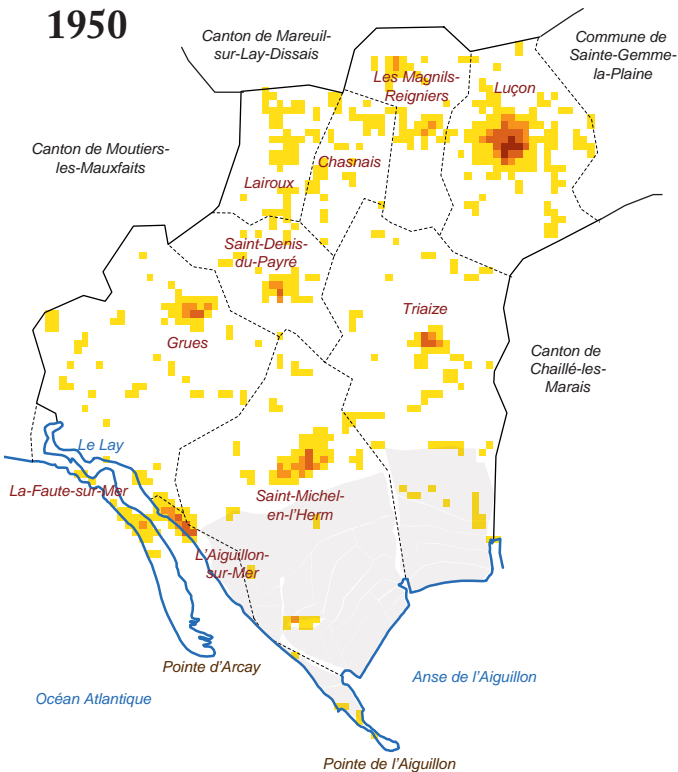 1950
Canton de Mareuil-
sur-Lay-Dissais
Commune de
Sainte-Gemme-
la-Plaine
Les Magnils-
Reigniers
Luçon
Canton de Moutiers-
les-Mauxfaits
Chasnais
Lairoux
Saint-Denis-
du-Payré
Triaize
Grues
Canton de
Chaillé-les-
Marais
Le Lay
La-Faute-sur-Mer
Saint-Michel-
en-l'Herm
L'Aiguillon-
sur-Mer
Pointe d'Arcay
Anse de l'Aiguillon
Océan Atlantique
Pointe de l'Aiguillon